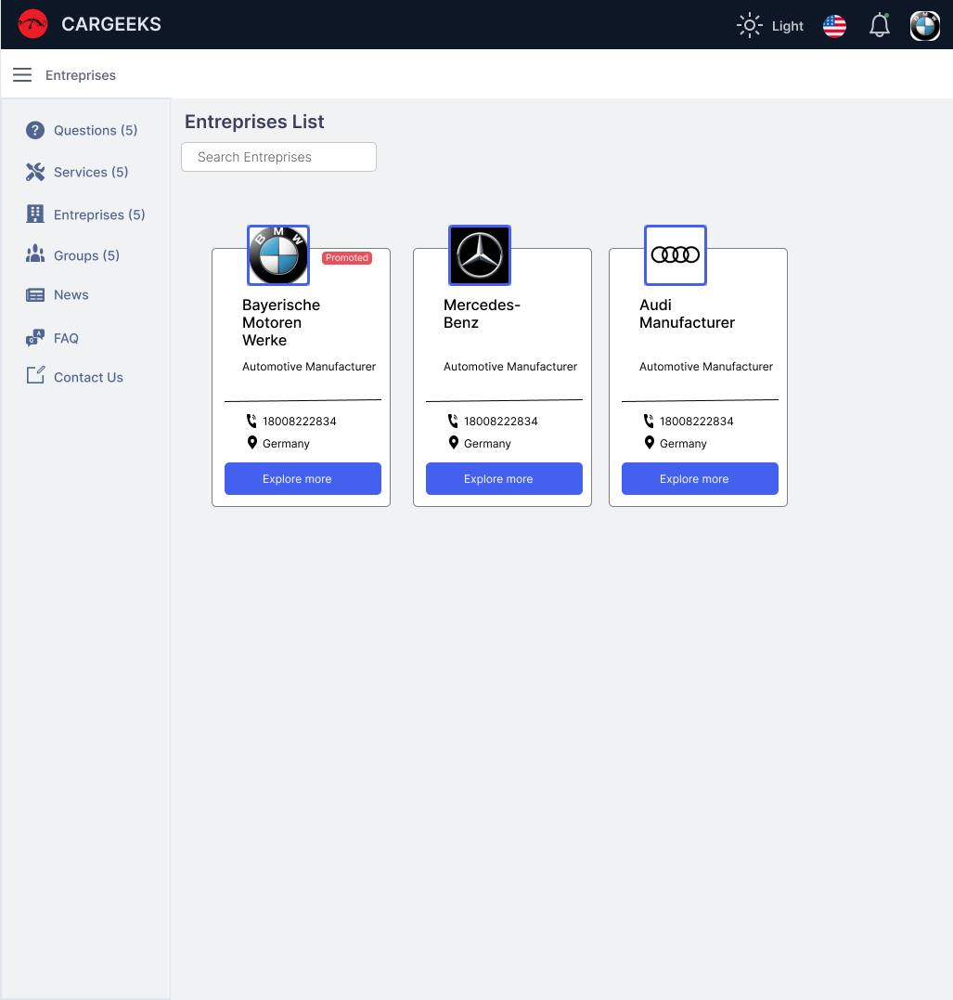 CARGEEKS
Light
Entreprises
Questions (5)
Services (5)
Entreprises (5)
Groups (5)
News
FAQ
Contact Us
Entreprises List
Search Entreprises
BMW
Promoted
Bayerische
Motoren
Werke
Automotive Manufacturer
18008222834
Germany
Explore more
Mercedes-
Benz
Automotive Manufacturer
18008222834
Germany
Explore more
Audi
Manufacturer
Automotive Manufacturer
18008222834
Germany
Explore more